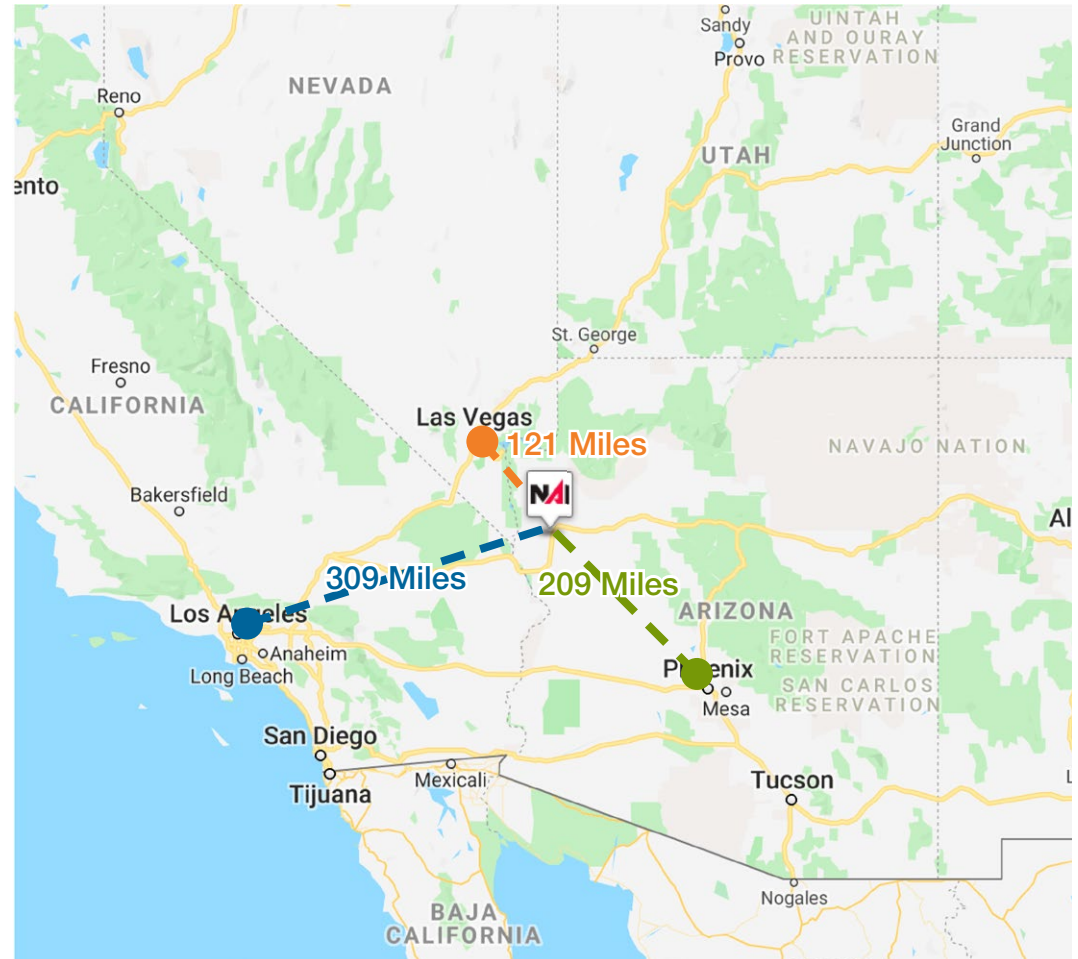 Sandy
Provo
UINTAH
AND OURAY
RESERVATION
NEVADA
Reno
Grand
Junction
UTAH
ento
St. George
Fresno
CALIFORNIA
Las Vegas
121 Miles
NAVAJO NATION
NAI
Bakersfield
Al
309 Miles
209 Miles
Los Angeles
ARIZONA
FORT APACHE
RESERVATION
Anaheim
Long Beach
Phoenix
SAN CARLOS
RESERVATION
Mesa
San Diego
Mexicali
Tijuana
Tucson
L
Nogales
BAJA
CALIFORNIA